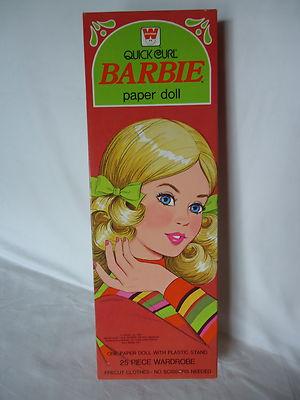 W
QUICK CURL
BARBIE
paper doll
ONE PAPER DOLL WITH PLASTIC STAND
25 PIECE WARDROBE
PRECUT CLOTHES - NO SCISSORS NEEDED